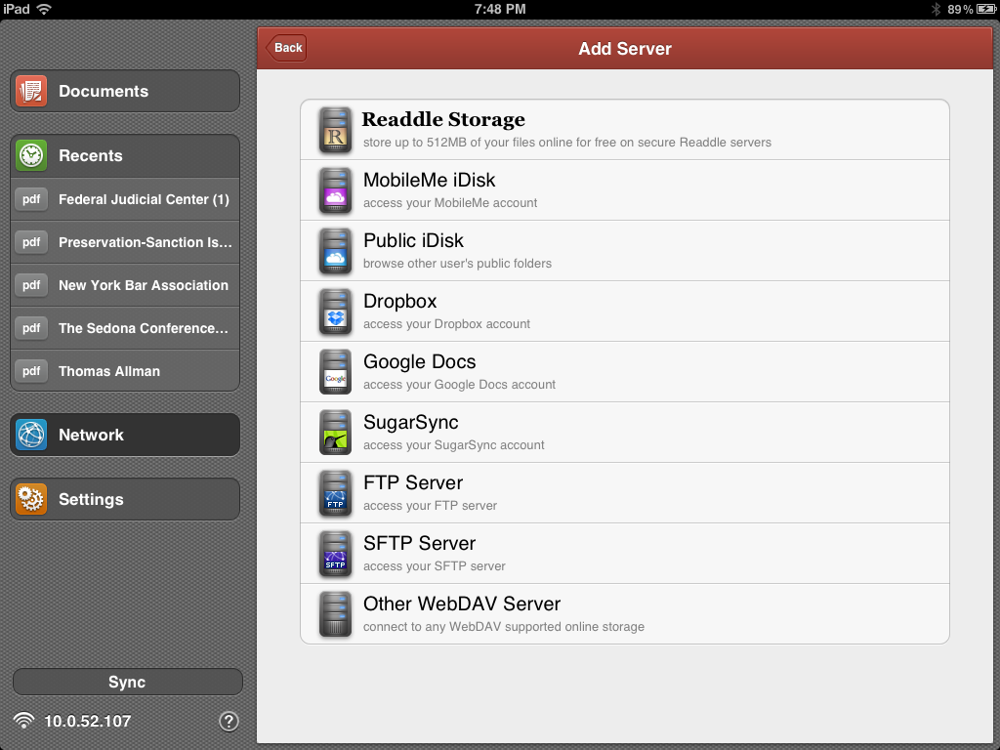 iPad 7:48 PM 89%
Back
Add Server
Documents
Recents
pdf Federal Judicial Center (1)
pdf Preservation-Sanction Is...
pdf New York Bar Association
pdf The Sedona Conference...
pdf Thomas Allman
Network
Settings
Sync
10.0.52.107 ?
R
Readdle Storage
store up to 512MB of your files online for free on secure Readdle servers
MobileMe iDisk
access your MobileMe account
Public iDisk
browse other user's public folders
Dropbox
access your Dropbox account
Google
Google Docs
access your Google Docs account
SugarSync
access your SugarSync account
FTP
FTP Server
access your FTP server
SFTP
SFTP Server
access your SFTP server
Other WebDAV Server
connect to any WebDAV supported online storage